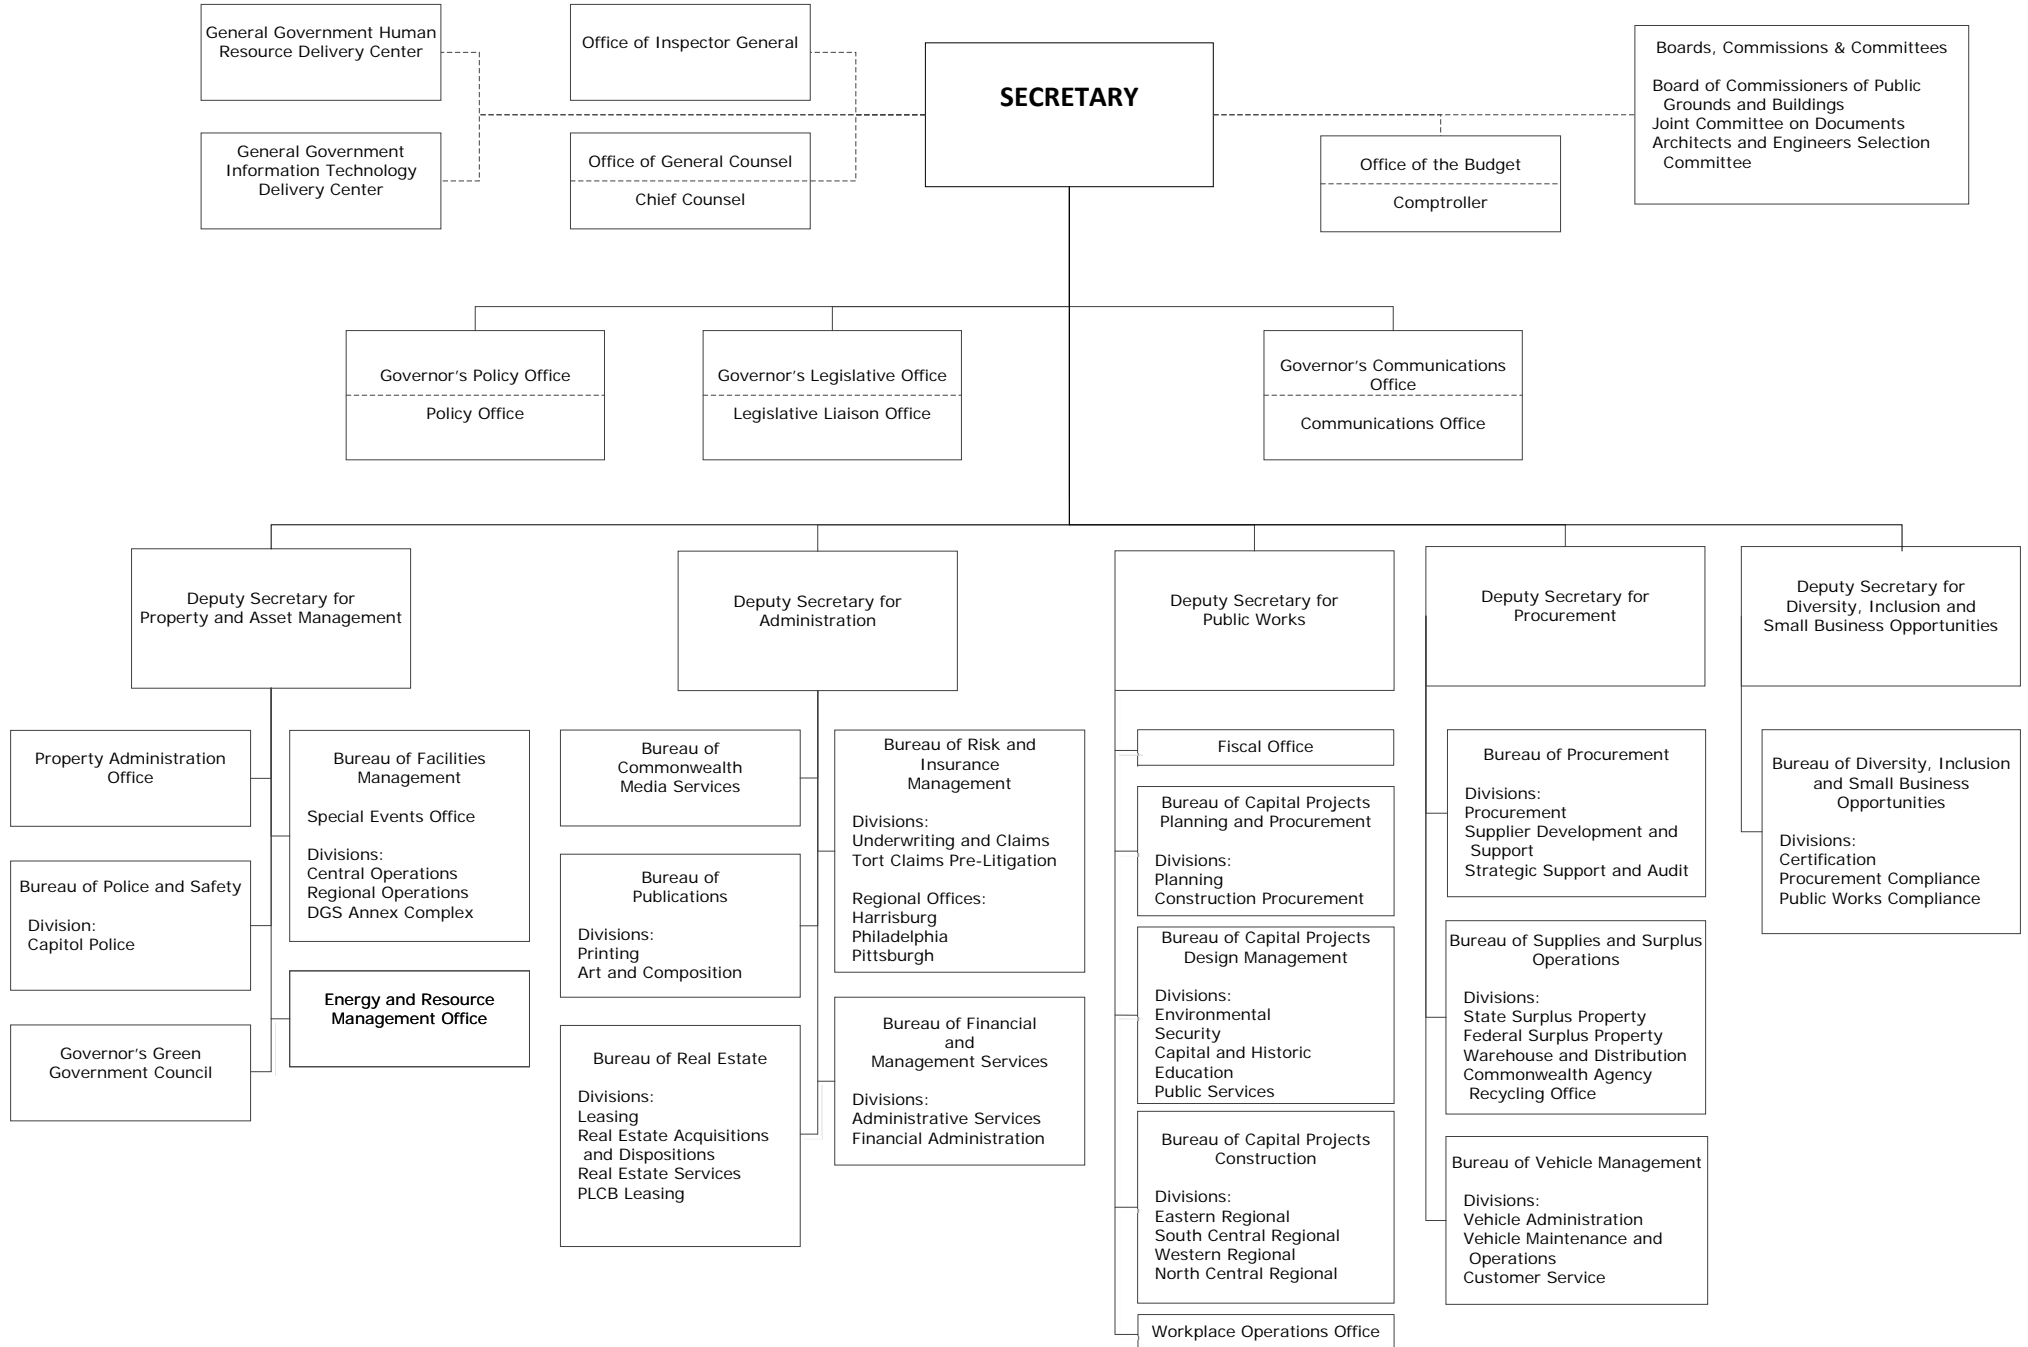 General Government Human
Resource Delivery Center
Office of Inspector General
SECRETARY
Boards, Commissions & Committees
Board of Commissioners of Public
Grounds and Buildings
Joint Committee on Documents
Architects and Engineers Selection
Committee
General Government
Information Technology
Delivery Center
Office of General Counsel
Chief Counsel
Office of the Budget
Comptroller
Governor's Policy Office
Policy Office
Governor's Legislative Office
Legislative Liaison Office
Governor's Communications
Office
Communications Office
Deputy Secretary for
Property and Asset Management
Deputy Secretary for
Administration
Deputy Secretary for
Public Works
Deputy Secretary for
Procurement
Deputy Secretary for
Diversity, Inclusion and
Small Business Opportunities
Property Administration
Office
Bureau of Police and Safety
Division:
Capitol Police
Governor's Green
Government Council
Bureau of Facilities
Management
Special Events Office
Divisions:
Central Operations
Regional Operations
DGS Annex Complex
Energy and Resource
Management Office
Bureau of
Commonwealth
Media Services
Bureau of
Publications
Divisions:
Printing
Art and Composition
Bureau of Real Estate
Divisions:
Leasing
Real Estate Acquisitions
and Dispositions
Real Estate Services
PLCB Leasing
Bureau of Risk and
Insurance
Management
Divisions:
Underwriting and Claims
Tort Claims Pre-Litigation
Regional Offices:
Harrisburg
Philadelphia
Pittsburgh
Bureau of Financial
and
Management Services
Divisions:
Administrative Services
Financial Administration
Fiscal Office
Bureau of Capital Projects
Planning and Procurement
Divisions:
Planning
Construction Procurement
Bureau of Capital Projects
Design Management
Divisions:
Environmental
Security
Capital and Historic
Education
Public Services
Bureau of Capital Projects
Construction
Divisions:
Eastern Regional
South Central Regional
Western Regional
North Central Regional
Workplace Operations Office
Bureau of Procurement
Divisions:
Procurement
Supplier Development and
Support
Strategic Support and Audit
Bureau of Supplies and Surplus
Operations
Divisions:
State Surplus Property
Federal Surplus Property
Warehouse and Distribution
Commonwealth Agency
Recycling Office
Bureau of Vehicle Management
Divisions:
Vehicle Administration
Vehicle Maintenance and
Operations
Customer Service
Bureau of Diversity, Inclusion
and Small Business
Opportunities
Divisions:
Certification
Procurement Compliance
Public Works Compliance